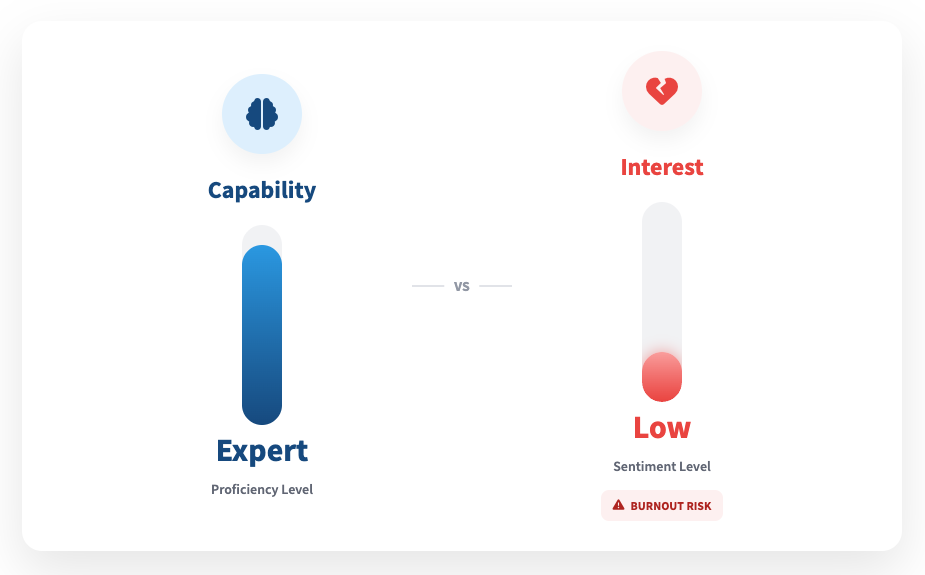 Capability
Expert
Proficiency Level
VS
Interest
Low
Sentiment Level
BURNOUT RISK